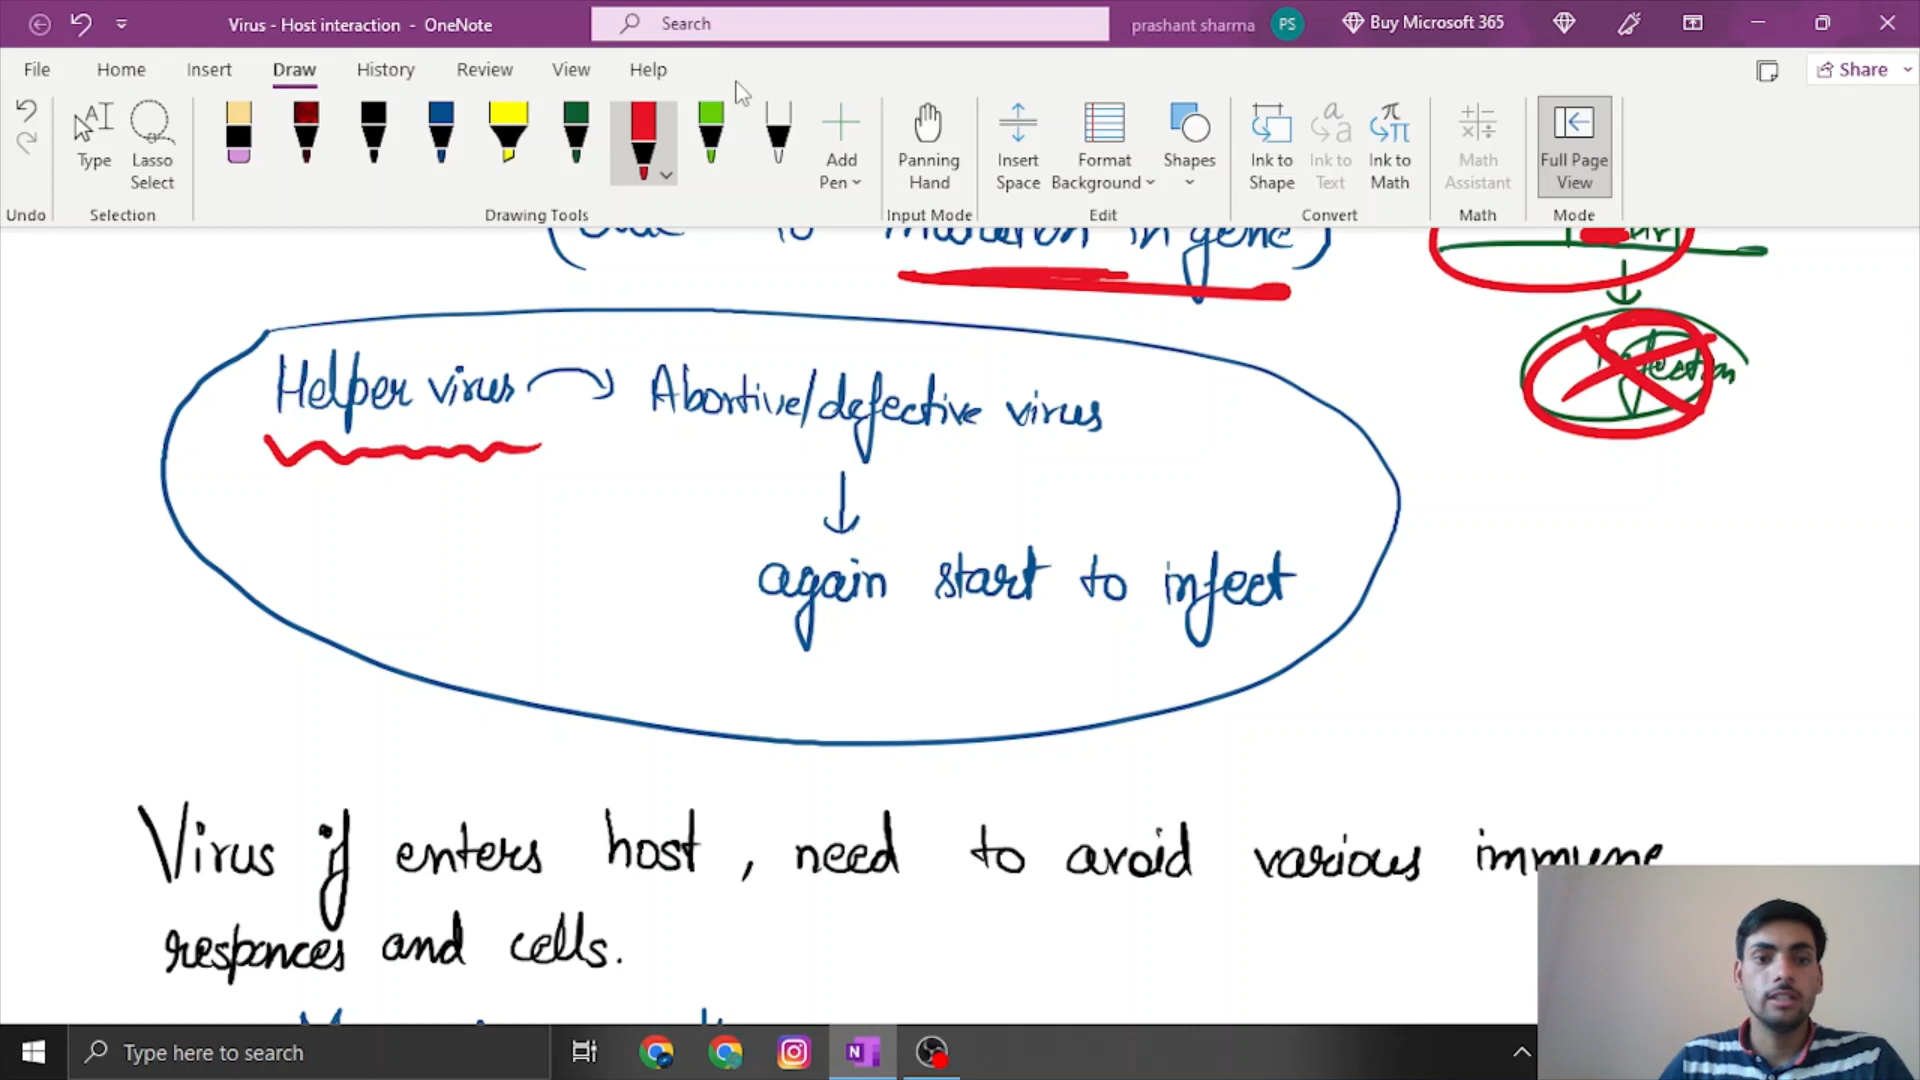 Virus - Host interaction - OneNote
Search
prashant sharma
PS
Buy Microsoft 365
File Home Insert Draw History Review View Help
Share
Type
Lasso Select
Add Pen
Panning Hand
Insert Space
Format Background
Shapes
Ink to Shape
Ink to Text
Ink to Math
Math Assistant
Full Page View
Undo Selection Drawing Tools Input Mode Edit Convert Math Mode
to mutation in gene)
Helper virus Abortive/defective virus
again start to infect
Virus if enters host, need to avoid various immune
responces and cells.
Type here to search